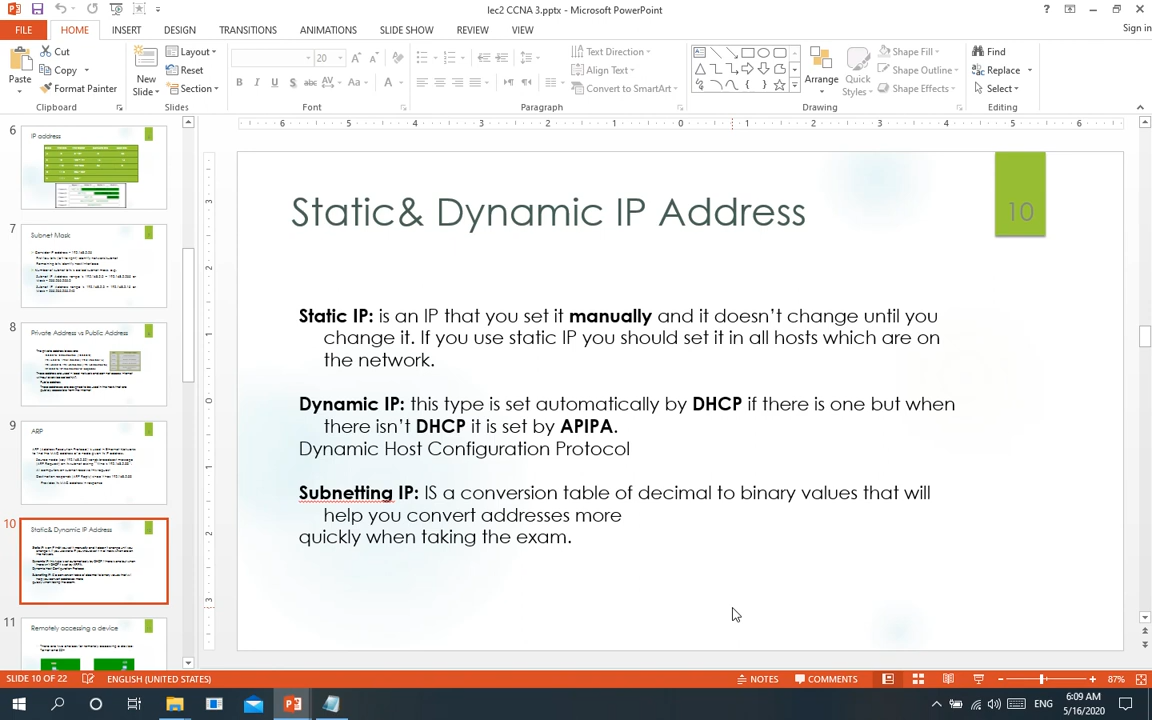 lec2 CCNA 3.pptx - Microsoft PowerPoint
Sign in
FILE HOME INSERT DESIGN TRANSITIONS ANIMATIONS SLIDE SHOW REVIEW VIEW
Paste
Cut
Copy
Format Painter
Clipboard
New Slide
Layout
Reset
Section
Slides
20
Font
Text Direction
Align Text
Convert to SmartArt
Paragraph
Arrange
Quick Styles
Shape Fill
Shape Outline
Shape Effects
Drawing
Find
Replace
Select
Editing
6
IP address
7
Subnet Mask
8
Private Address vs Public Address
9
ARP
10
Static& Dynamic IP Address
11
Remotely accessing a device
Static& Dynamic IP Address
10
Static IP: is an IP that you set it manually and it doesn't change until you
change it. If you use static IP you should set it in all hosts which are on
the network.
Dynamic IP: this type is set automatically by DHCP if there is one but when
there isn't DHCP it is set by APIPA.
Dynamic Host Configuration Protocol
Subnetting IP: IS a conversion table of decimal to binary values that will
help you convert addresses more
quickly when taking the exam.
SLIDE 10 OF 22 ENGLISH (UNITED STATES) NOTES COMMENTS 87%
ENG
6:09 AM
5/16/2020